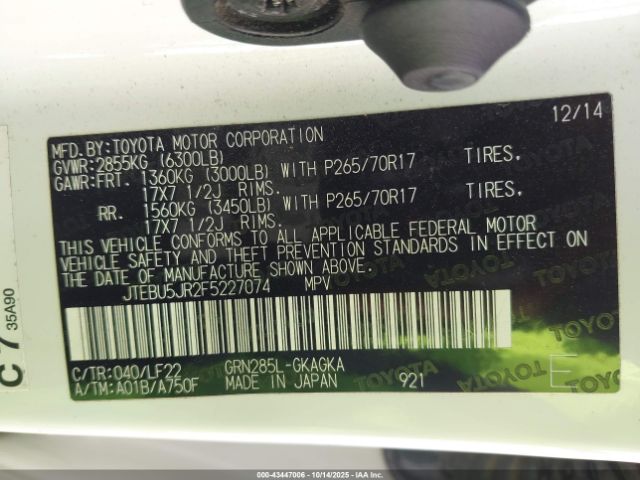 12/14
MFD.BY:TOYOTA MOTOR CORPORATION
GVWR:2855KG (6300LB)
GAWR:FRT. 1360KG (3000LB) WITH P265/70R17 TIRES,
17X7 1/2J RIMS.
RR. 1560KG (3450LB) WITH P265/70R17 TIRES,
17X7 1/2J RIMS.
THIS VEHICLE CONFORMS TO ALL APPLICABLE FEDERAL MOTOR
VEHICLE SAFETY AND THEFT PREVENTION STANDARDS IN EFFECT ON
THE DATE OF MANUFACTURE SHOWN ABOVE.
JTEBU5JR2F5227074 MPV
C/TR:040/LF22 GRN285L-GKAGKA
A/TM:A01B/A750F MADE IN JAPAN 921
E
C 7 35A90
000-43447006 | 10/14/2025 | Copart